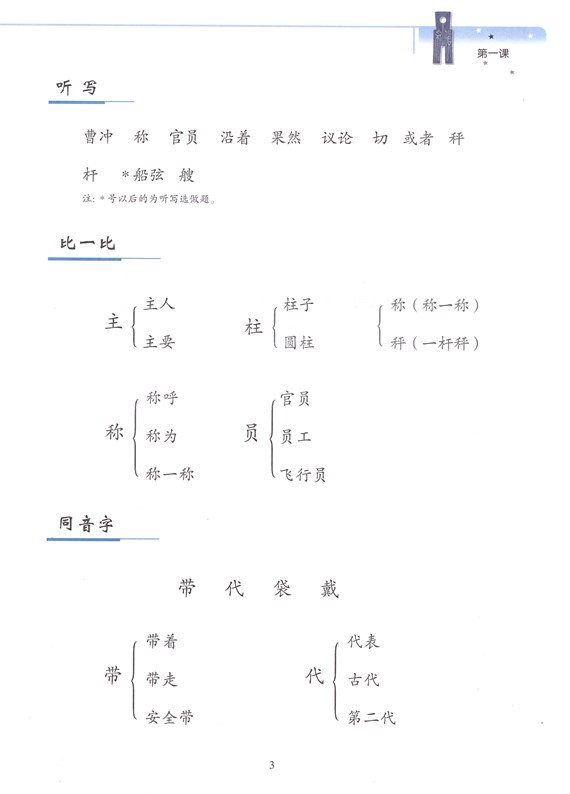 第一课
听写
曹冲 称 官员 沿着 果然 议论 切 或者 秤
杆 *船弦 艘
注：*号以后的为听写选做题。
比一比
主 主人 主要
柱 柱子 圆柱
称（称一称） 秤（一杆秤）
称 称呼 称为 称一称
员 官员 员工 飞行员
同音字
带 代 袋 戴
带 带着 带走 安全带
代 代表 古代 第二代
3